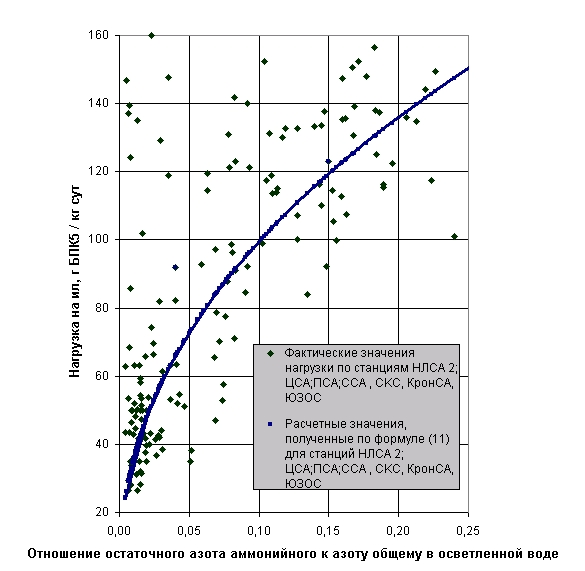 160
140
120
100
80
60
40
20
Нагрузка на ил, г БПК5 / кг сут
Фактические значения
нагрузки по станциям НЛСА 2;
ЦСА;ПСА;ССА , СКС, КронСА,
ЮЗОС
Расчетные значения,
полученные по формуле (11)
для станций НЛСА 2;
ЦСА;ПСА;ССА , СКС, КронСА,
ЮЗОС
0,00 0,05 0,10 0,15 0,20 0,25
Отношение остаточного азота аммонийного к азоту общему в осветленной воде